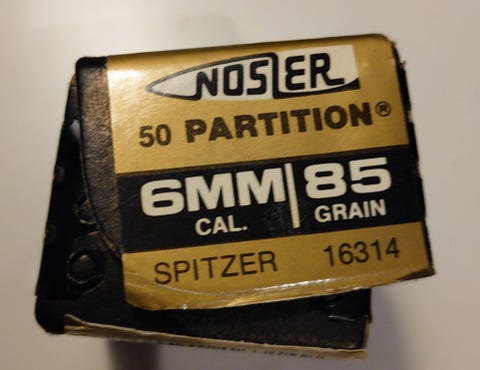 NOSLER
50 PARTITION®
6MM | 85
CAL. GRAIN
SPITZER 16314